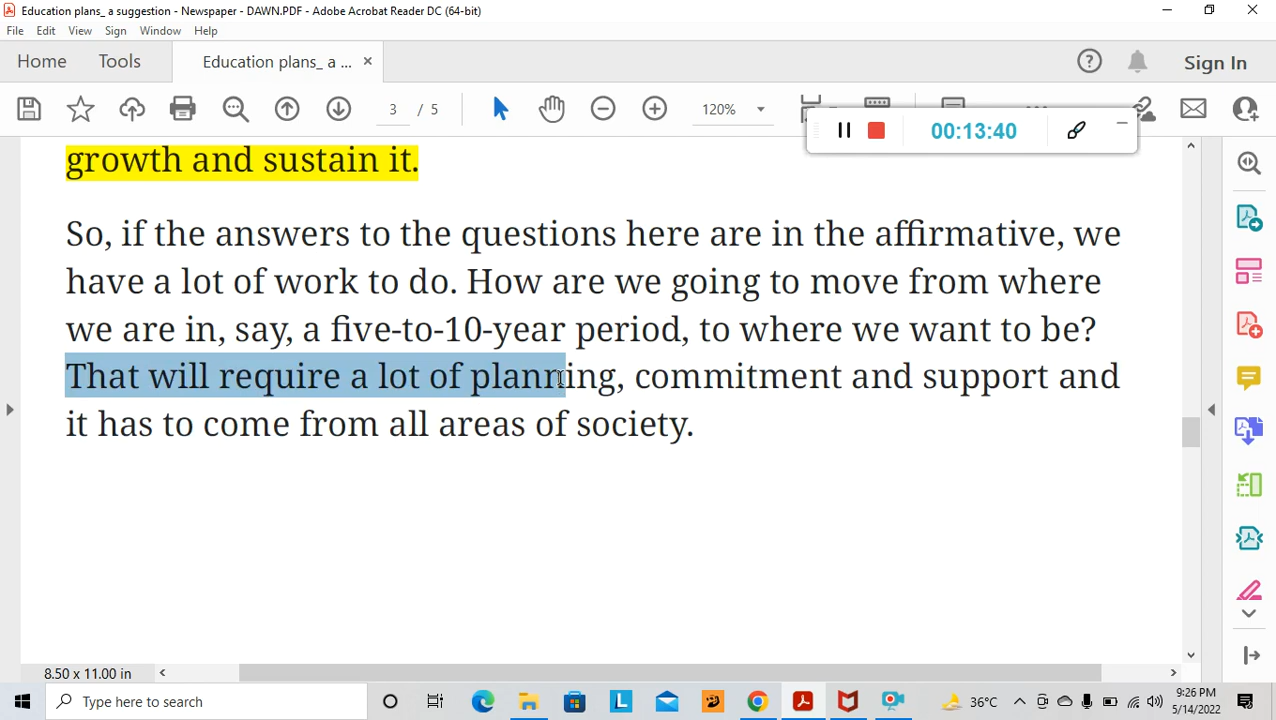 Education plans_ a suggestion - Newspaper - DAWN.PDF - Adobe Acrobat Reader DC (64-bit)
File Edit View Sign Window Help
Home Tools Education plans_ a ... × Sign In
3 / 5 120%
00:13:40
growth and sustain it.
So, if the answers to the questions here are in the affirmative, we
have a lot of work to do. How are we going to move from where
we are in, say, a five-to-10-year period, to where we want to be?
That will require a lot of planning, commitment and support and
it has to come from all areas of society.
8.50 x 11.00 in
Type here to search
36°C
9:26 PM
5/14/2022